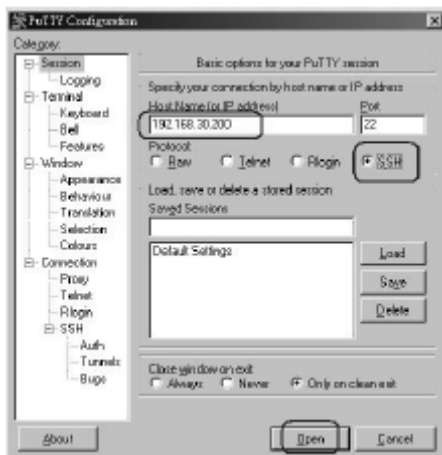 PuTTY Configuration
Category:
Session
Logging
Terminal
Keyboard
Bell
Features
Window
Appearance
Behaviour
Translation
Selection
Colours
Connection
Proxy
Telnet
Rlogin
SSH
Auth
Tunnels
Bugs
Basic options for your PuTTY session
Specify your connection by host name or IP address
Host Name (or IP address) Port
192.168.30.200 22
Protocol:
Raw Telnet Rlogin SSH
Load, save or delete a stored session
Saved Sessions
Default Settings
Load
Save
Delete
Close window on exit
Always Never Only on clean exit
About Open Cancel